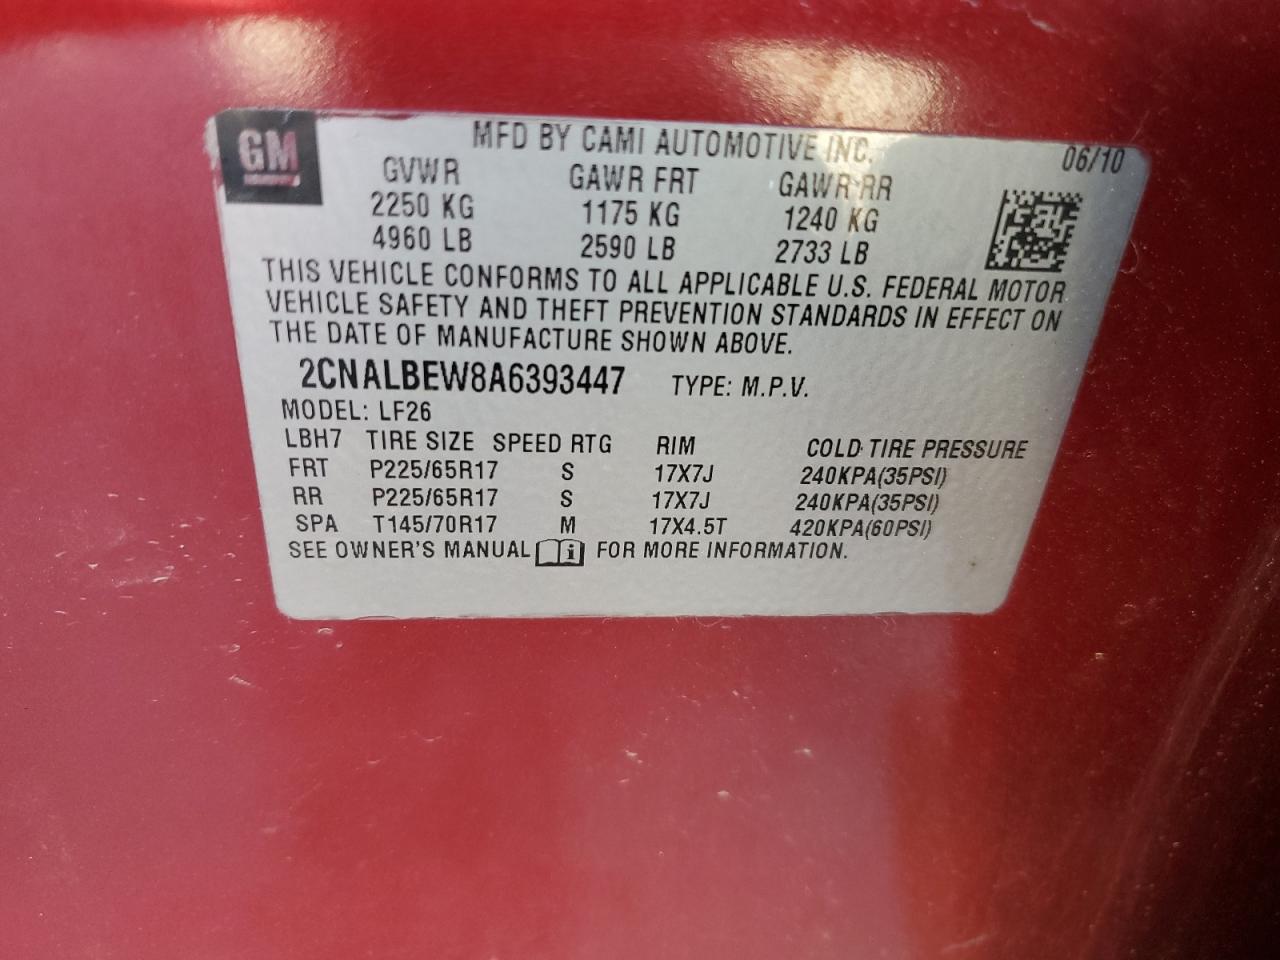 GM
MFD BY CAMI AUTOMOTIVE INC. 06/10
GVWR GAWR FRT GAWR RR
2250 KG 1175 KG 1240 KG
4960 LB 2590 LB 2733 LB
THIS VEHICLE CONFORMS TO ALL APPLICABLE U.S. FEDERAL MOTOR
VEHICLE SAFETY AND THEFT PREVENTION STANDARDS IN EFFECT ON
THE DATE OF MANUFACTURE SHOWN ABOVE.
2CNALBEW8A6393447 TYPE: M.P.V.
MODEL: LF26
LBH7 TIRE SIZE SPEED RTG RIM COLD TIRE PRESSURE
FRT P225/65R17 S 17X7J 240KPA(35PSI)
RR P225/65R17 S 17X7J 240KPA(35PSI)
SPA T145/70R17 M 17X4.5T 420KPA(60PSI)
SEE OWNER'S MANUAL i FOR MORE INFORMATION.